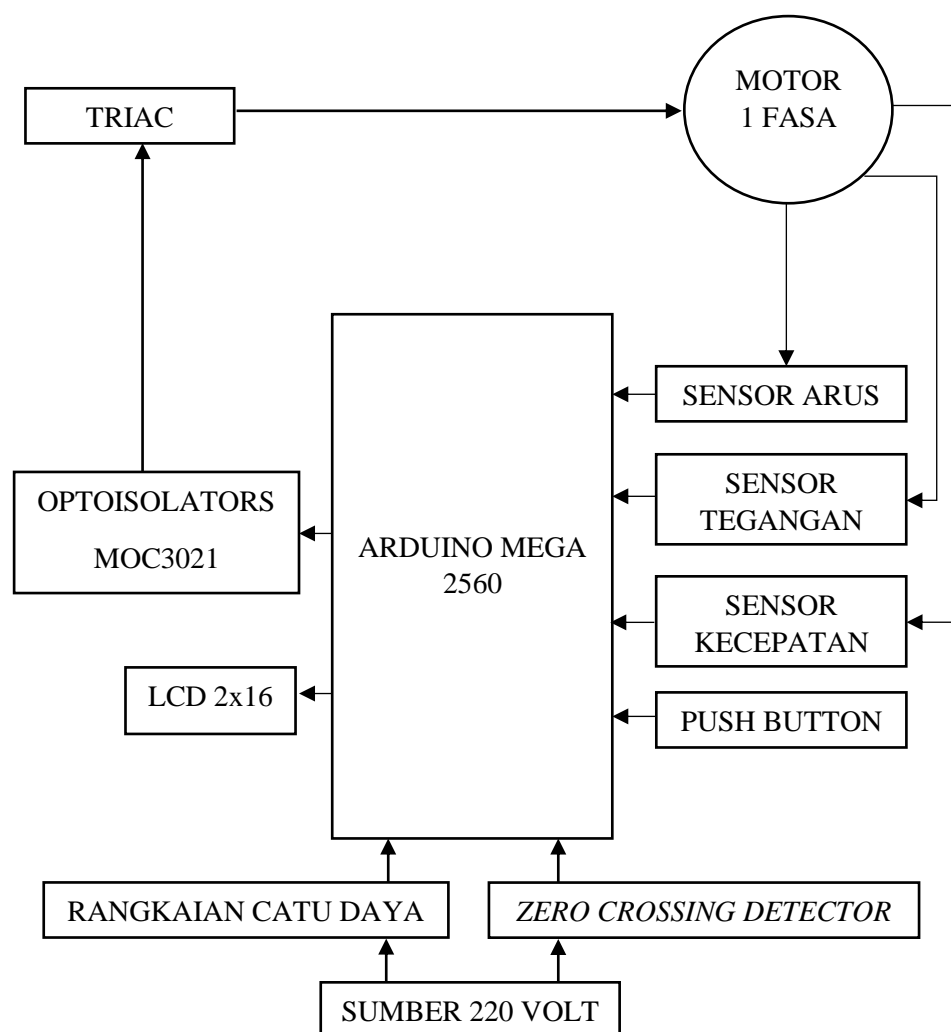 MOTOR
1 FASA
TRIAC
SENSOR ARUS
OPTOISOLATORS
MOC3021
ARDUINO MEGA
2560
SENSOR
TEGANGAN
SENSOR
KECEPATAN
LCD 2x16
PUSH BUTTON
RANGKAIAN CATU DAYA
ZERO CROSSING DETECTOR
SUMBER 220 VOLT